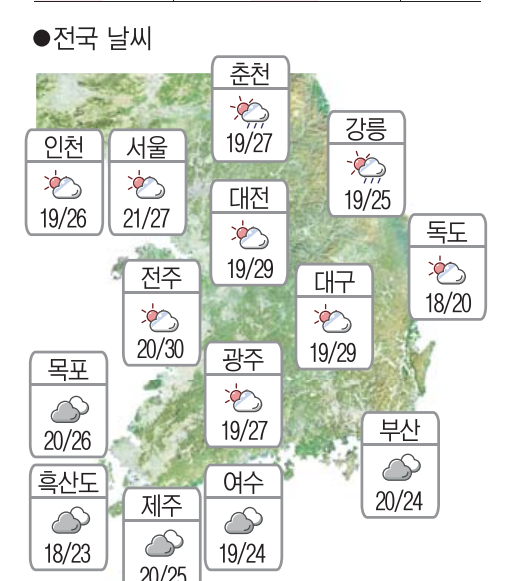 ●전국 날씨
춘천
19/27
강릉
19/25
인천
19/26
서울
21/27
대전
19/29
독도
18/20
전주
20/30
대구
19/29
광주
19/27
목포
20/26
부산
20/24
흑산도
18/23
여수
19/24
제주
20/25